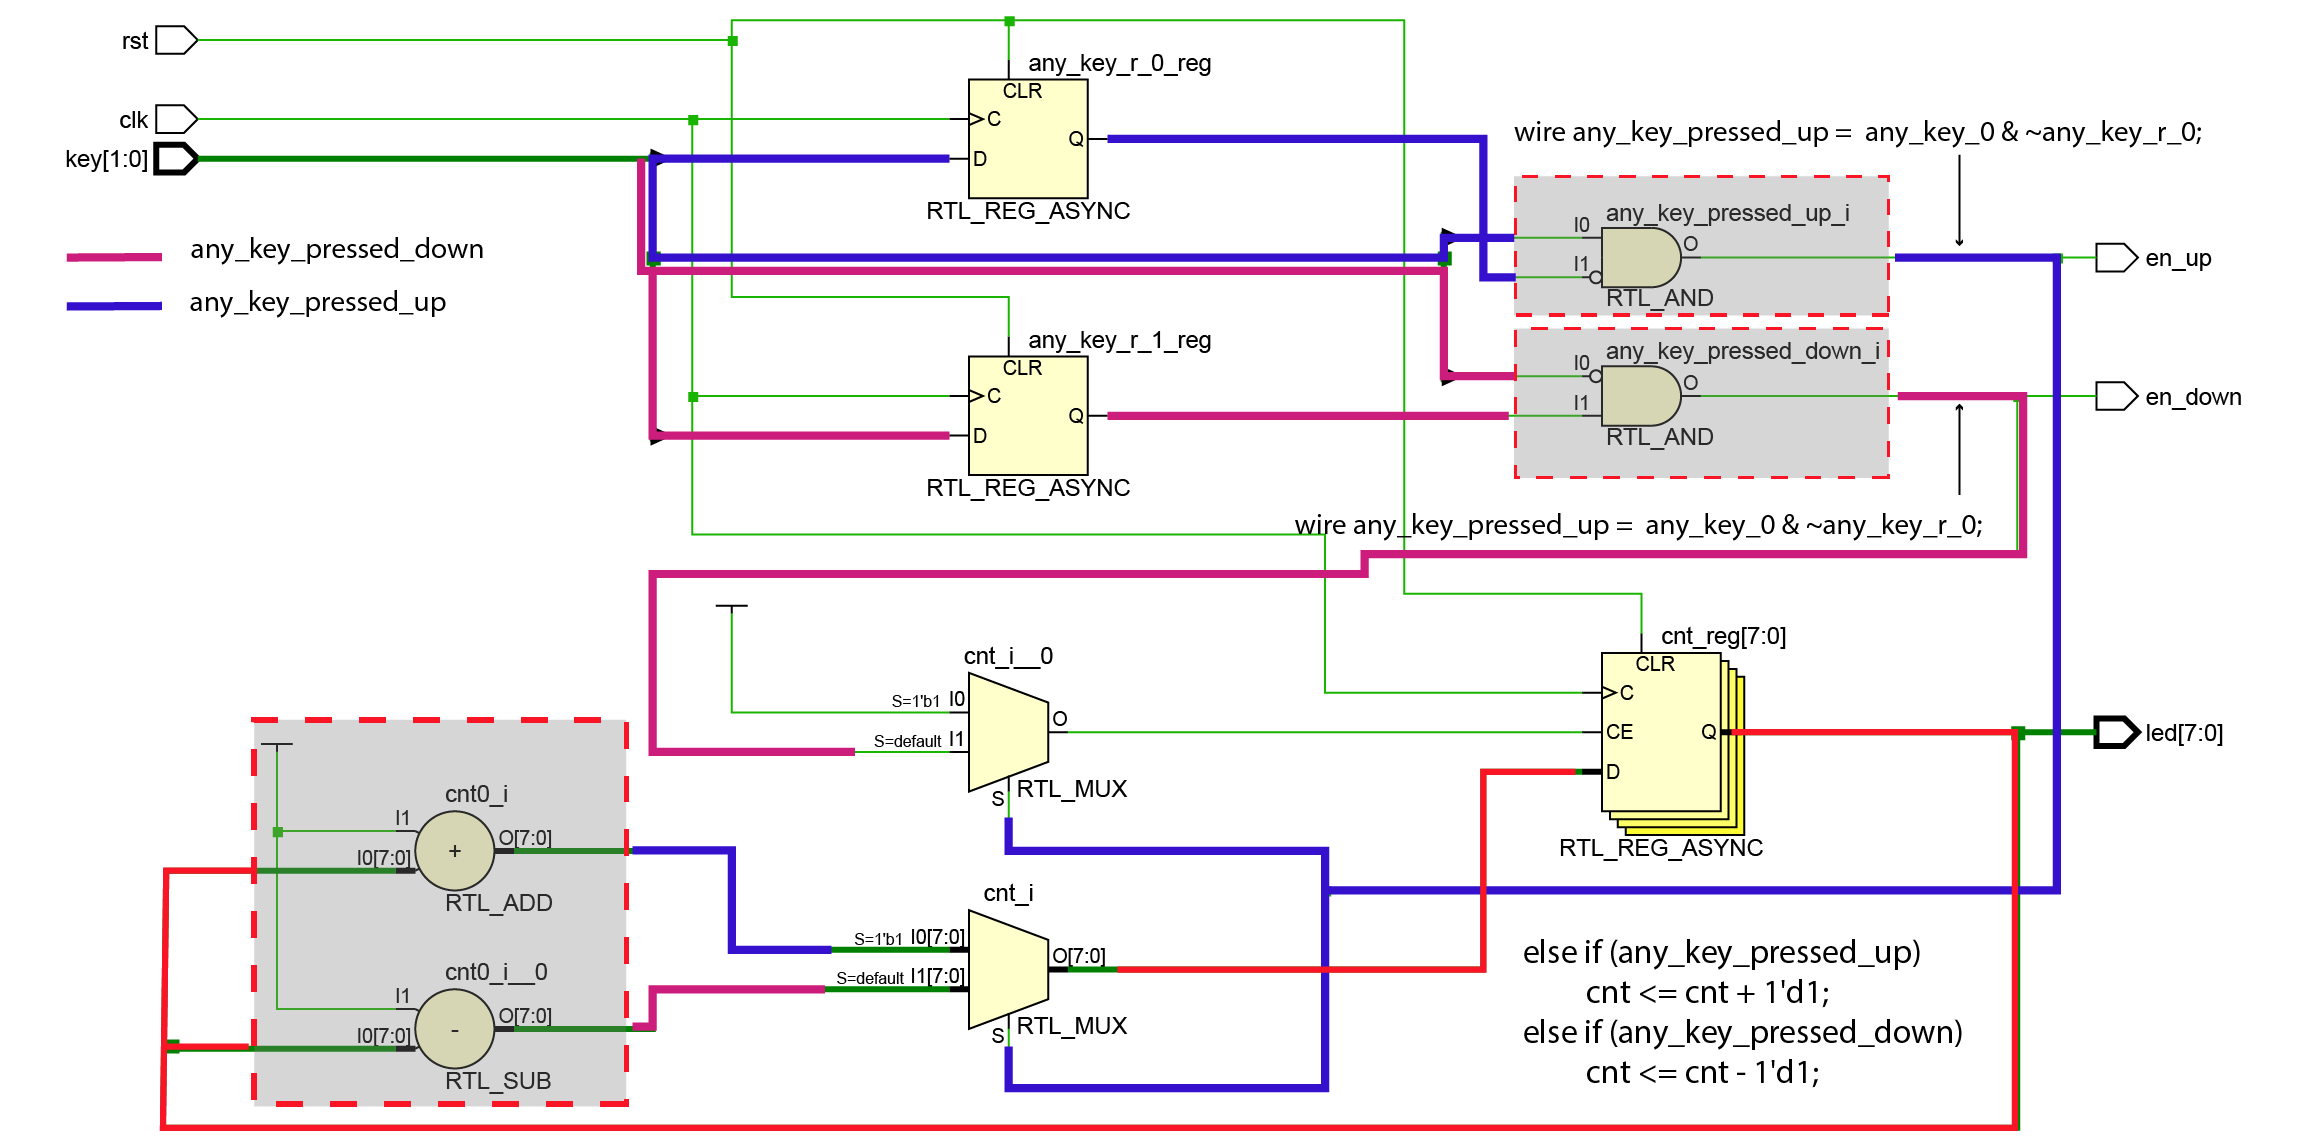 rst
clk
key[1:0]
any_key_pressed_down
any_key_pressed_up
any_key_r_0_reg
CLR
C
D
Q
RTL_REG_ASYNC
any_key_r_1_reg
CLR
C
D
Q
RTL_REG_ASYNC
wire any_key_pressed_up = any_key_0 & ~any_key_r_0;
any_key_pressed_up_i
I0
I1
O
RTL_AND
en_up
any_key_pressed_down_i
I0
I1
O
RTL_AND
en_down
wire any_key_pressed_up = any_key_0 & ~any_key_r_0;
cnt_i__0
S=1'b1 I0
S=default I1
O
S
RTL_MUX
cnt_reg[7:0]
CLR
C
CE
D
Q
RTL_REG_ASYNC
led[7:0]
cnt0_i
I1
I0[7:0]
+
O[7:0]
RTL_ADD
cnt0_i__0
I1
I0[7:0]
-
O[7:0]
RTL_SUB
cnt_i
S=1'b1 I0[7:0]
S=default I1[7:0]
O[7:0]
S
RTL_MUX
else if (any_key_pressed_up)
cnt <= cnt + 1'd1;
else if (any_key_pressed_down)
cnt <= cnt - 1'd1;